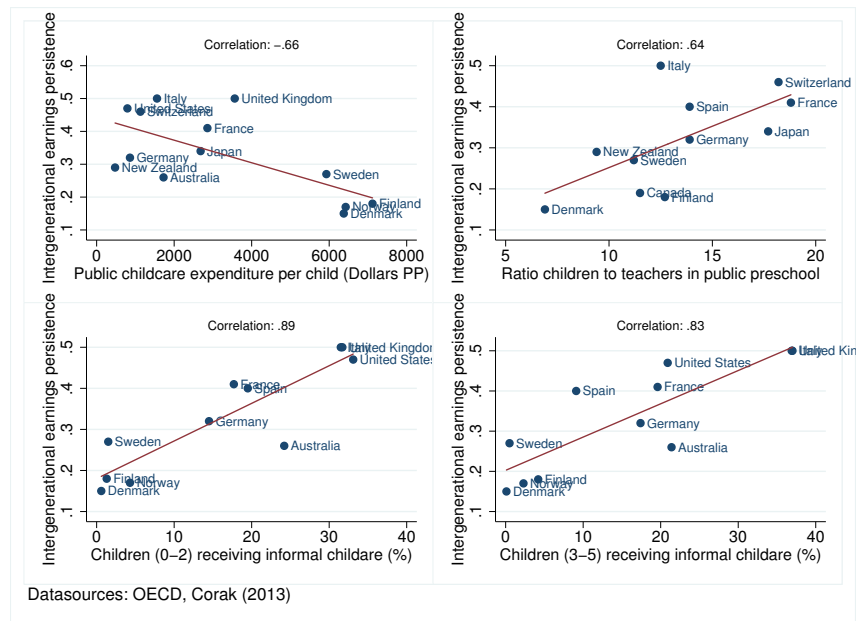 Correlation: −.66
Intergenerational earnings persistence
.1 .2 .3 .4 .5 .6
Italy
United Kingdom
United States
Switzerland
France
Japan
Germany
New Zealand
Australia
Sweden
Finland
Norway
Denmark
0 2000 4000 6000 8000
Public childcare expenditure per child (Dollars PP)
Correlation: .64
Intergenerational earnings persistence
.1 .2 .3 .4 .5
Italy
Switzerland
France
Spain
Japan
Germany
New Zealand
Sweden
Canada
Finland
Denmark
5 10 15 20
Ratio children to teachers in public preschool
Correlation: .89
Intergenerational earnings persistence
.1 .2 .3 .4 .5
United Kingdom
United States
France
Spain
Germany
Australia
Sweden
Finland
Norway
Denmark
0 10 20 30 40
Children (0−2) receiving informal childare (%)
Correlation: .83
Intergenerational earnings persistence
.1 .2 .3 .4 .5
United Kin
United States
Spain
France
Germany
Australia
Sweden
Finland
Norway
Denmark
0 10 20 30 40
Children (3−5) receiving informal childare (%)
Datasources: OECD, Corak (2013)